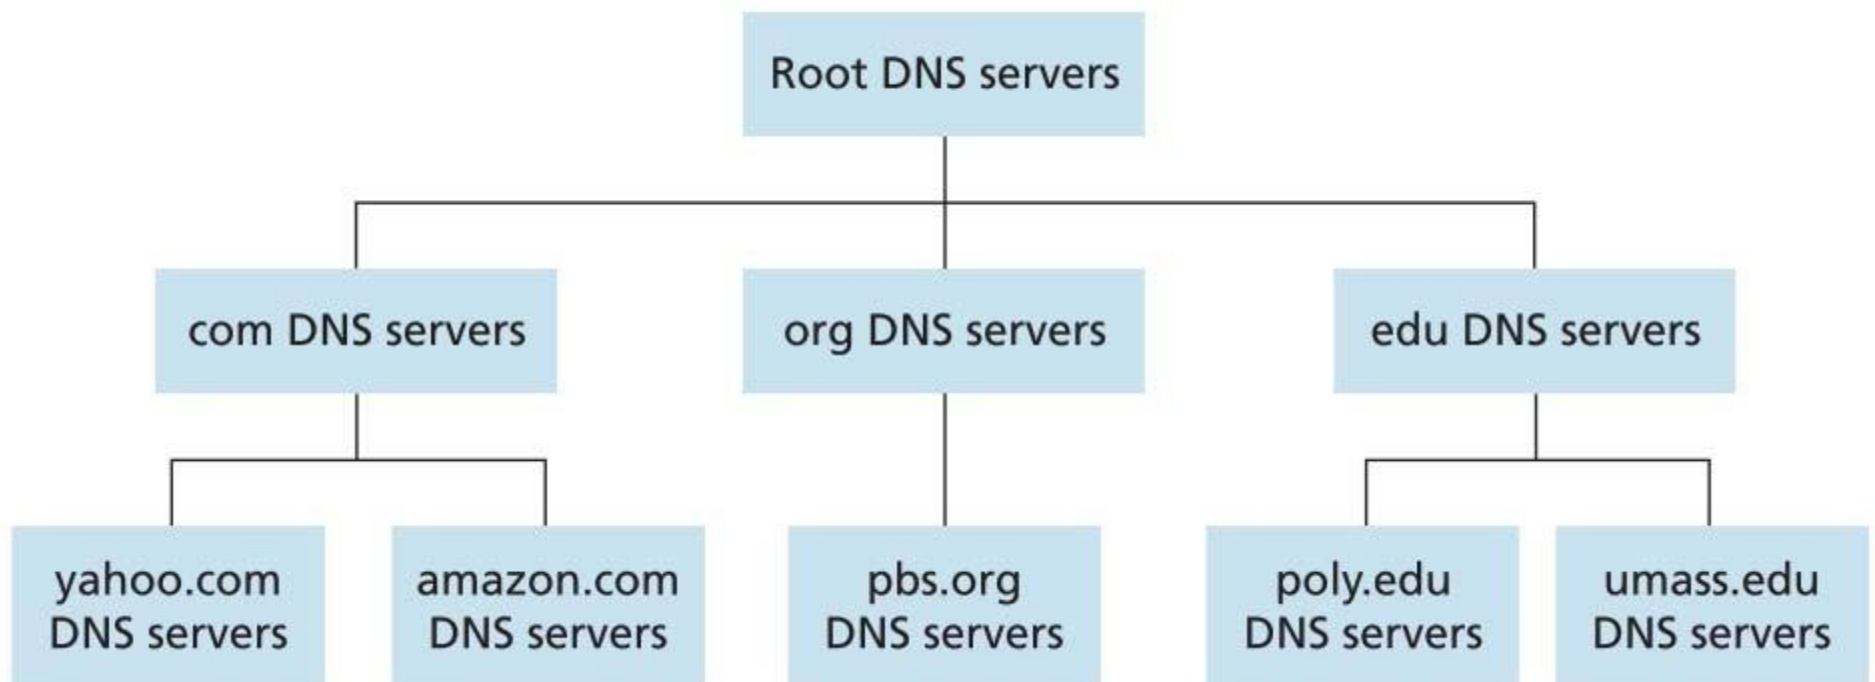 Root DNS servers
com DNS servers
org DNS servers
edu DNS servers
yahoo.com
DNS servers
amazon.com
DNS servers
pbs.org
DNS servers
poly.edu
DNS servers
umass.edu
DNS servers